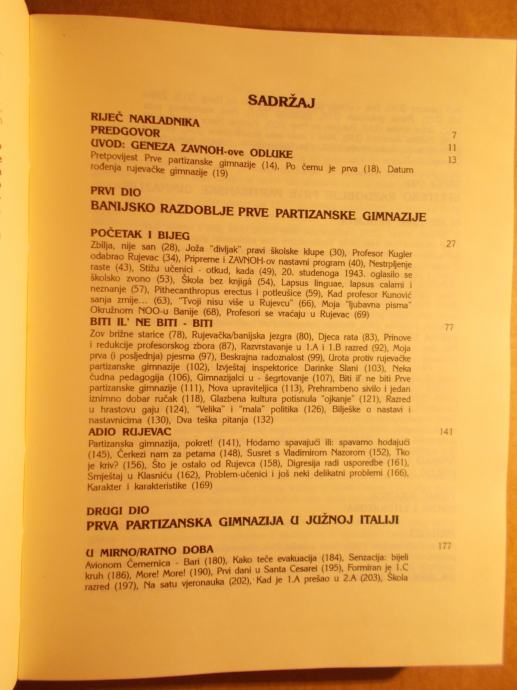 SADRŽAJ
RIJEČ NAKLADNIKA 7
PREDGOVOR 11
UVOD: GENEZA ZAVNOH-ove ODLUKE 13
Pretpovijest Prve partizanske gimnazije (14), Po čemu je prva (18), Datum
rođenja rujevačke gimnazije (19)
PRVI DIO
BANIJSKO RAZDOBLJE PRVE PARTIZANSKE GIMNAZIJE
POČETAK I BIJEG 27
Zbilja, nije san (28), Joža "divljak" pravi školske klupe (30), Profesor Kugler
odabrao Rujevac (34), Pripreme i ZAVNOH-ov nastavni program (40), Nestrpljenje
raste (43), Stižu učenici - otkud, kada (49), 20. studenoga 1943. oglasilo se
školsko zvono (53), Škola bez knjiga (54), Lapsus linguae, lapsus calami i
neznanje (57), Pithecanthropus erectus i potleušice (59), Kad profesor Kunović
sanja zmije... (63), "Tvoji nisu više u Rujevcu" (66), Moja "ljubavna pisma"
Okružnom NOO-u Banije (68), Profesori se vraćaju u Rujevac (69)
BITI IL' NE BITI - BITI 77
Zov brižne starice (78), Rujevačka/banijska jezgra (80), Djeca rata (83), Prinove
i redukcije profesorskog zbora (87), Razvrstavanje u 1.A i 1.B razred (92), Moja
prva (i posljednja) pjesma (97), Beskrajna radoznalost (99), Urota protiv rujevačke
partizanske gimnazije (102), Izvještaj inspektora Darinke Slani (103), Neka
čudna pedagogija (106), Gimnazijalci u - šegrtovanje (107), Biti il' ne biti Prve
partizanske gimnazije (111), Nova upraviteljica (113), Prehrambeno sivilo i jedan
iznimno dobar ručak (118), Glazbena kultura potisnula "ojkanje" (121), Razred
u hrastovu gaju (124), "Velika" i "mala" politika (126), Bilješke o nastavi i
nastavnicima (130), Dva teška pitanja (132)
ADIO RUJEVAC 141
Partizanska gimnazija, pokret! (141), Hodamo spavajući ili: spavamo hodajući
(145), Čerkezi nam za petama (148), Susret s Vladimirom Nazorom (152), Tko
je kriv? (156), Što je ostalo od Rujevca (158), Digresija radi usporedbe (161),
Smještaj u Klasniću (162), Problem-učenici i još neki delikatni problemi (166),
Karakter i karakteristike (169)
DRUGI DIO
PRVA PARTIZANSKA GIMNAZIJA U JUŽNOJ ITALIJI
U MIRNO/RATNO DOBA 177
Avionom Čemernica - Bari (180), Kako teče evakuacija (184), Senzacija: bijeli
kruh (186), More! More! (190), Prvi dani u Santa Cesarei (195), Formiran je 1.C
razred (197), Na satu vjeronauka (202), Kad je 1.A prešao u 2.A (203), Škola